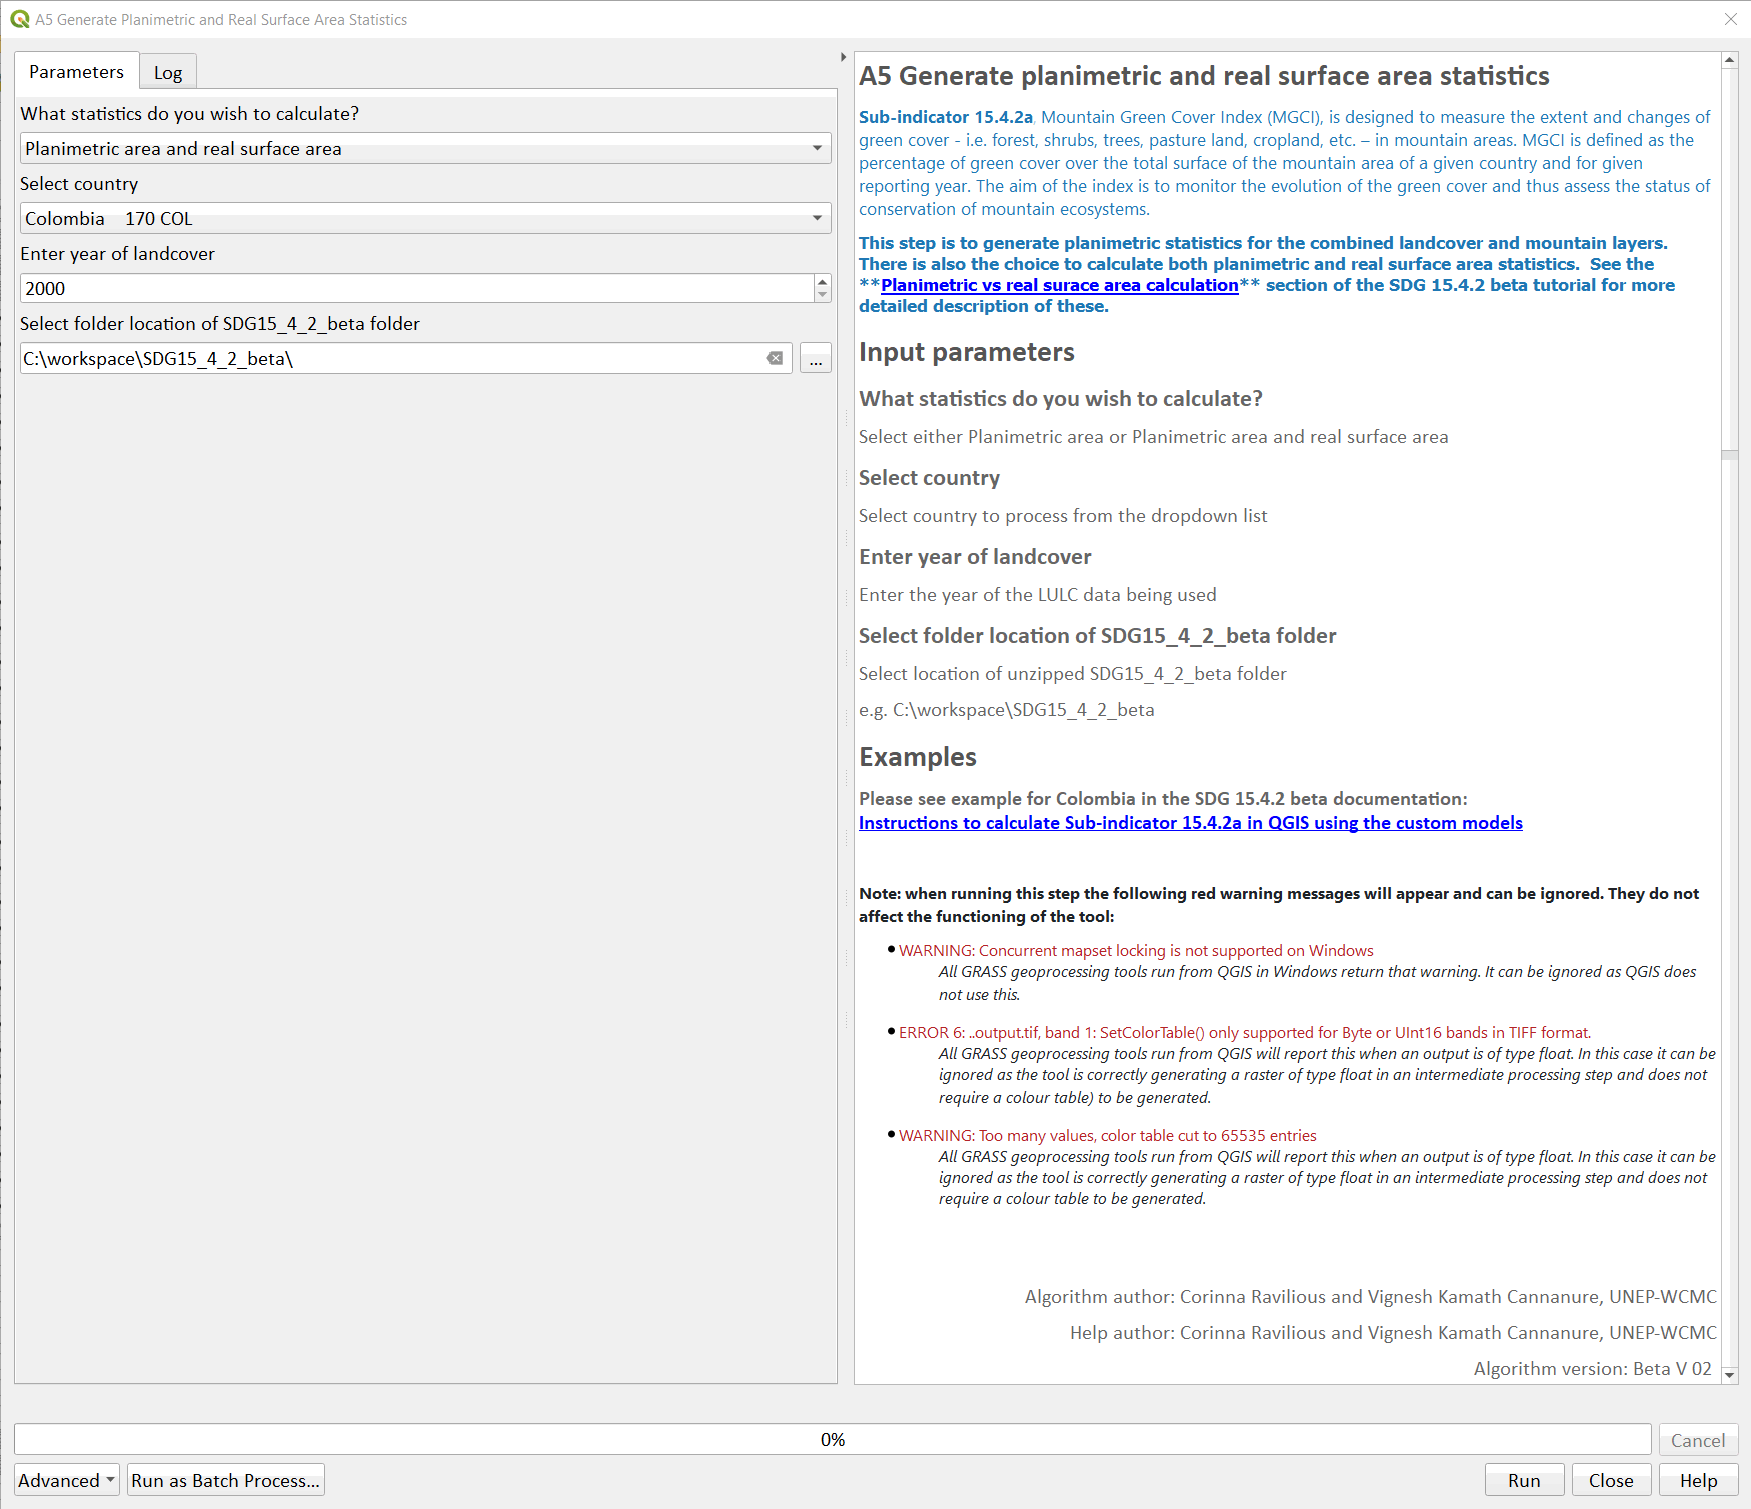 A5 Generate Planimetric and Real Surface Area Statistics
Parameters
Log
What statistics do you wish to calculate?
Planimetric area and real surface area
Select country
Colombia 170 COL
Enter year of landcover
2000
Select folder location of SDG15_4_2_beta folder
C:\workspace\SDG15_4_2_beta\
...
A5 Generate planimetric and real surface area statistics
Sub-indicator 15.4.2a, Mountain Green Cover Index (MGCI), is designed to measure the extent and changes of
green cover - i.e. forest, shrubs, trees, pasture land, cropland, etc. – in mountain areas. MGCI is defined as the
percentage of green cover over the total surface of the mountain area of a given country and for given
reporting year. The aim of the index is to monitor the evolution of the green cover and thus assess the status of
conservation of mountain ecosystems.
This step is to generate planimetric statistics for the combined landcover and mountain layers.
There is also the choice to calculate both planimetric and real surface area statistics. See the
**Planimetric vs real surace area calculation** section of the SDG 15.4.2 beta tutorial for more
detailed description of these.
Input parameters
What statistics do you wish to calculate?
Select either Planimetric area or Planimetric area and real surface area
Select country
Select country to process from the dropdown list
Enter year of landcover
Enter the year of the LULC data being used
Select folder location of SDG15_4_2_beta folder
Select location of unzipped SDG15_4_2_beta folder
e.g. C:\workspace\SDG15_4_2_beta
Examples
Please see example for Colombia in the SDG 15.4.2 beta documentation:
Instructions to calculate Sub-indicator 15.4.2a in QGIS using the custom models
Note: when running this step the following red warning messages will appear and can be ignored. They do not
affect the functioning of the tool:
● WARNING: Concurrent mapset locking is not supported on Windows
All GRASS geoprocessing tools run from QGIS in Windows return that warning. It can be ignored as QGIS does
not use this.
● ERROR 6: ..output.tif, band 1: SetColorTable() only supported for Byte or UInt16 bands in TIFF format.
All GRASS geoprocessing tools run from QGIS will report this when an output is of type float. In this case it can be
ignored as the tool is correctly generating a raster of type float in an intermediate processing step and does not
require a colour table) to be generated.
● WARNING: Too many values, color table cut to 65535 entries
All GRASS geoprocessing tools run from QGIS will report this when an output is of type float. In this case it can be
ignored as the tool is correctly generating a raster of type float in an intermediate processing step and does not
require a colour table to be generated.
Algorithm author: Corinna Ravilious and Vignesh Kamath Cannanure, UNEP-WCMC
Help author: Corinna Ravilious and Vignesh Kamath Cannanure, UNEP-WCMC
Algorithm version: Beta V 02
0%
Cancel
Advanced
Run as Batch Process...
Run
Close
Help